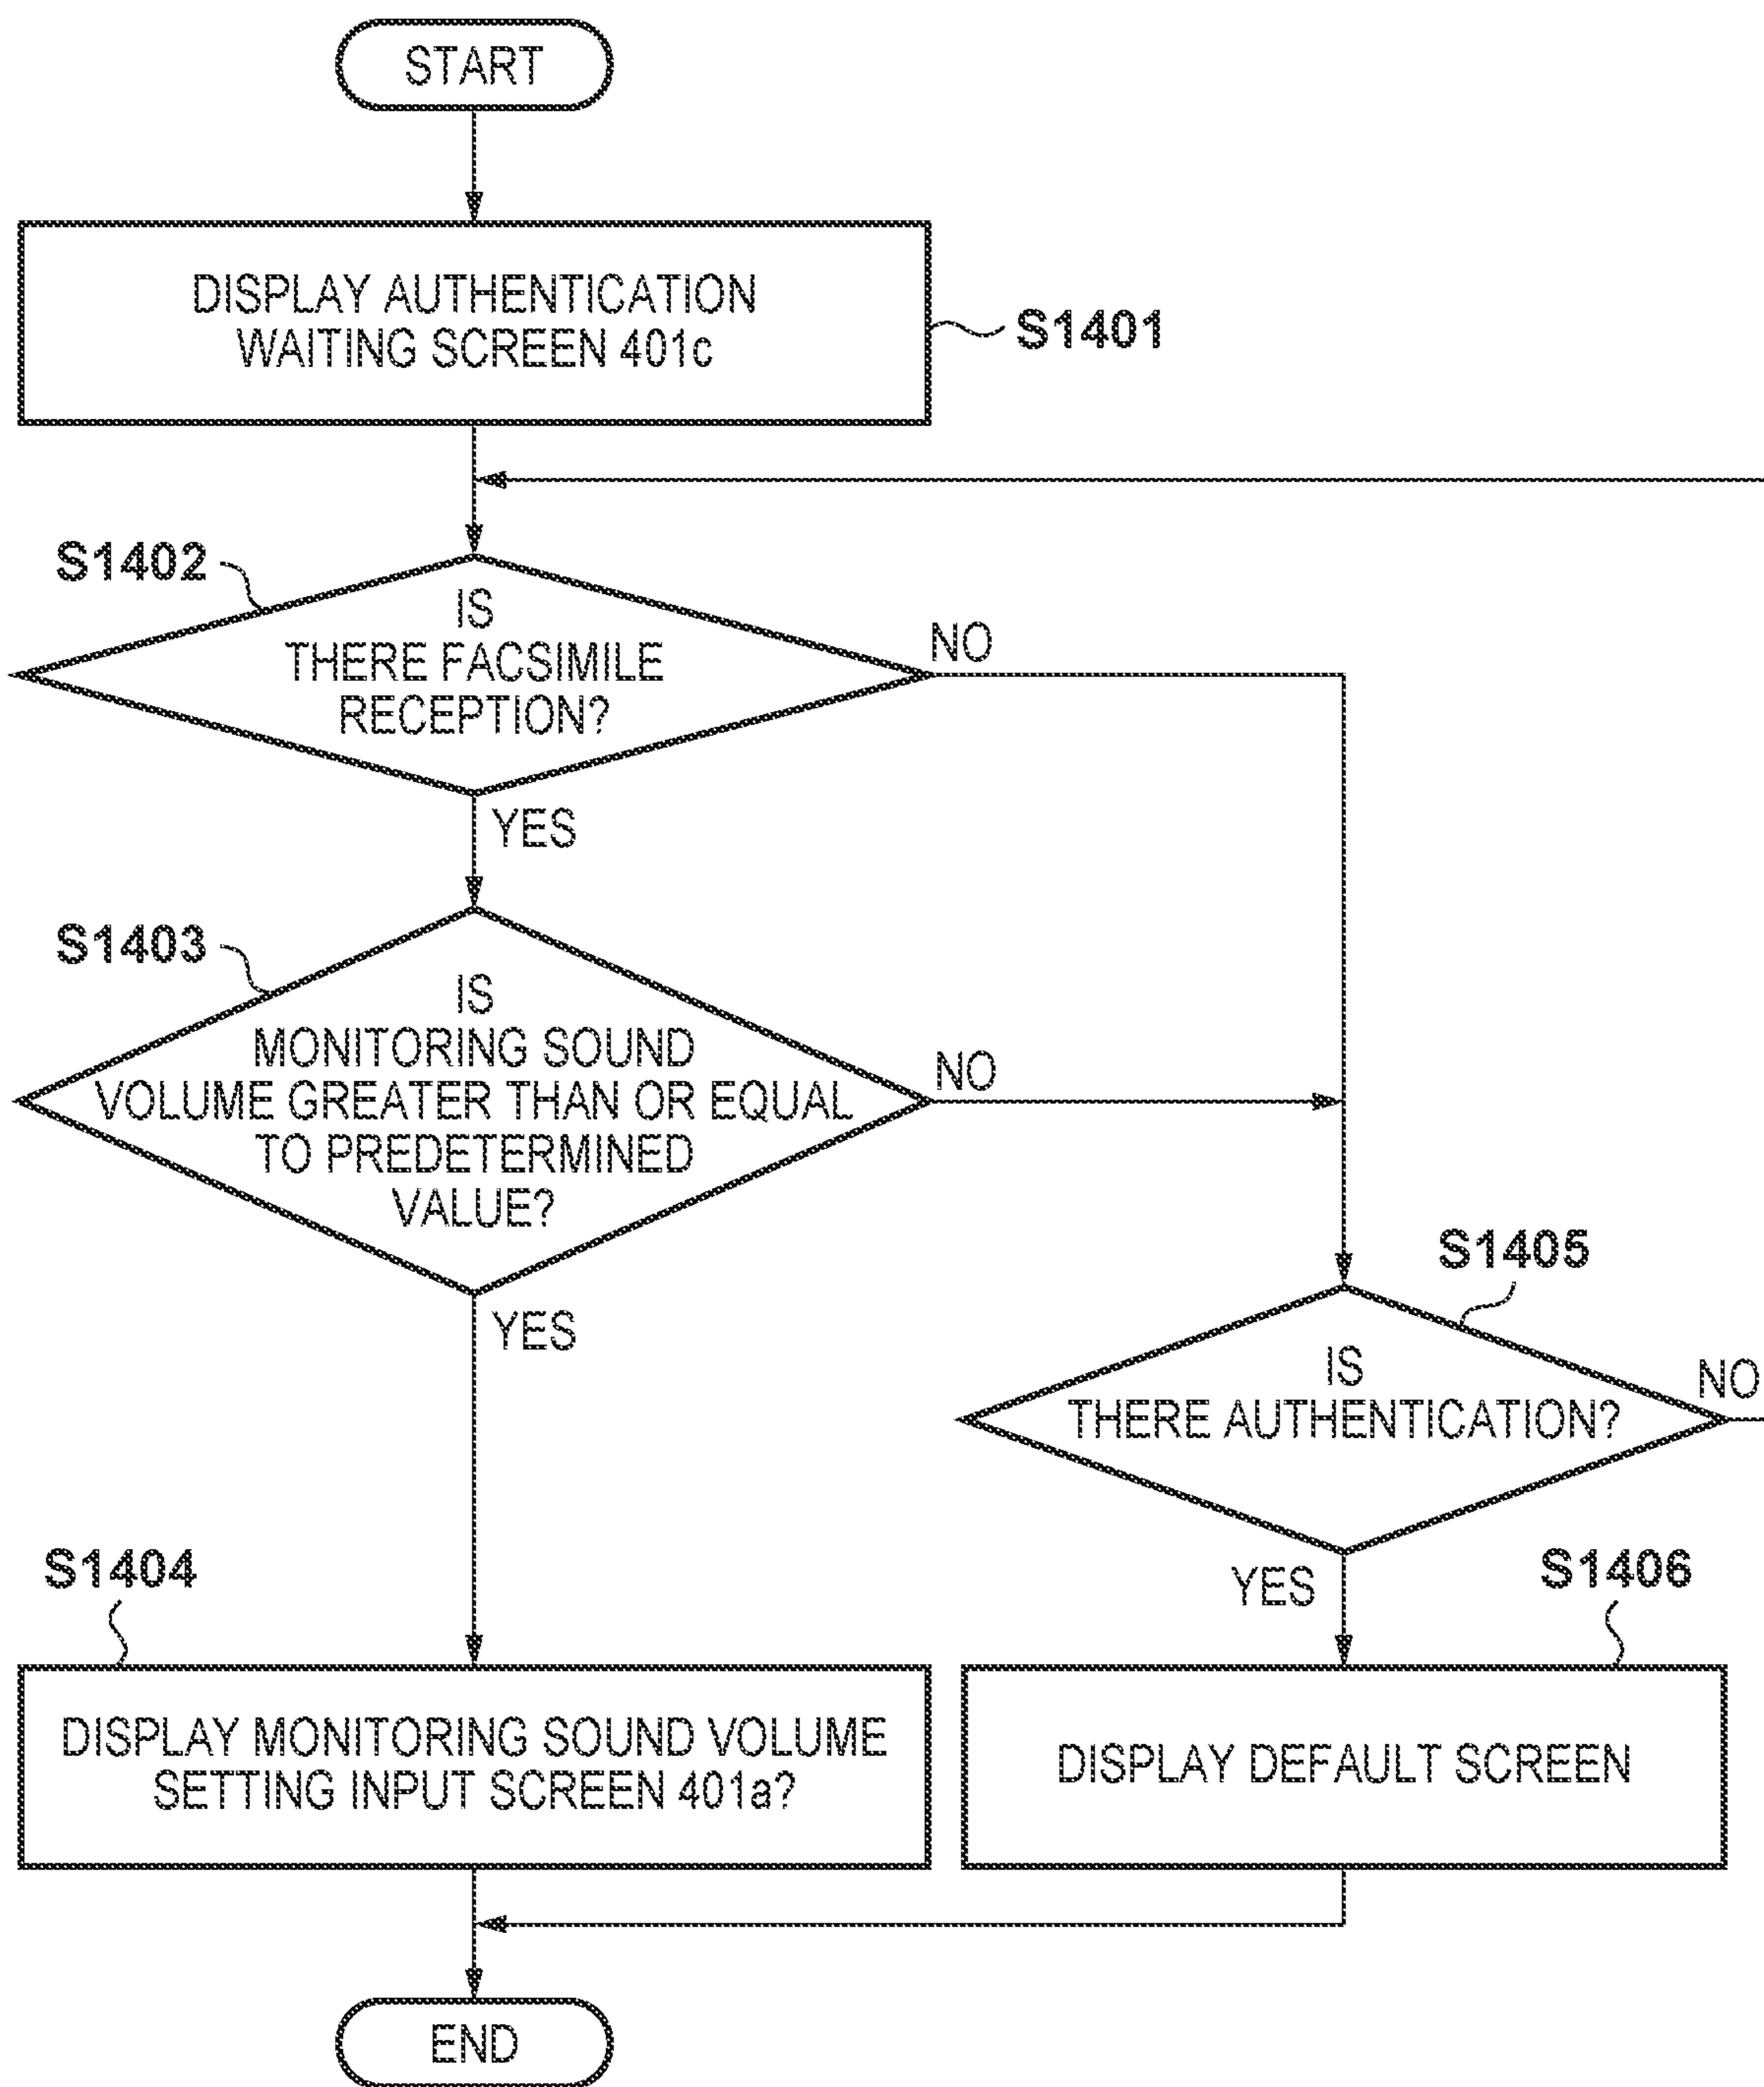 START
DISPLAY AUTHENTICATION
WAITING SCREEN 401c
S1401
S1402
IS
THERE FACSIMILE
RECEPTION?
NO
YES
S1403
IS
MONITORING SOUND
VOLUME GREATER THAN OR EQUAL
TO PREDETERMINED
VALUE?
NO
YES
S1405
IS
THERE AUTHENTICATION?
NO
YES
S1404
DISPLAY MONITORING SOUND VOLUME
SETTING INPUT SCREEN 401a?
S1406
DISPLAY DEFAULT SCREEN
END